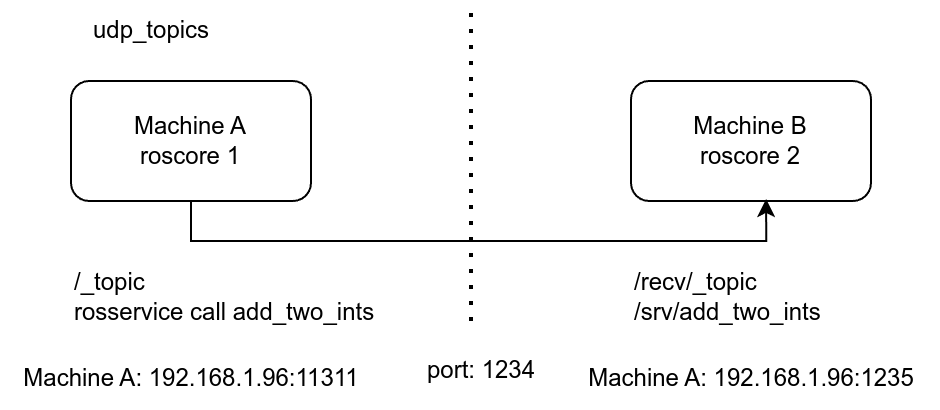 udp_topics
Machine A
roscore 1
Machine B
roscore 2
/_topic
rosservice call add_two_ints
/recv/_topic
/srv/add_two_ints
Machine A: 192.168.1.96:11311
port: 1234
Machine A: 192.168.1.96:1235